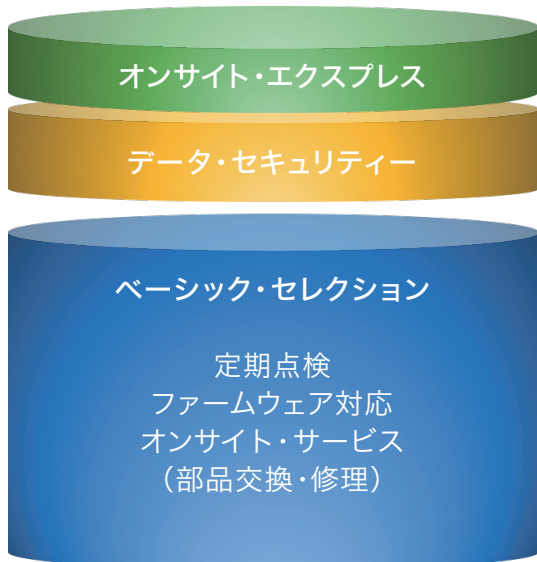 オンサイト・エクスプレス
データ・セキュリティー
ベーシック・セレクション
定期点検
ファームウェア対応
オンサイト・サービス
（部品交換・修理）